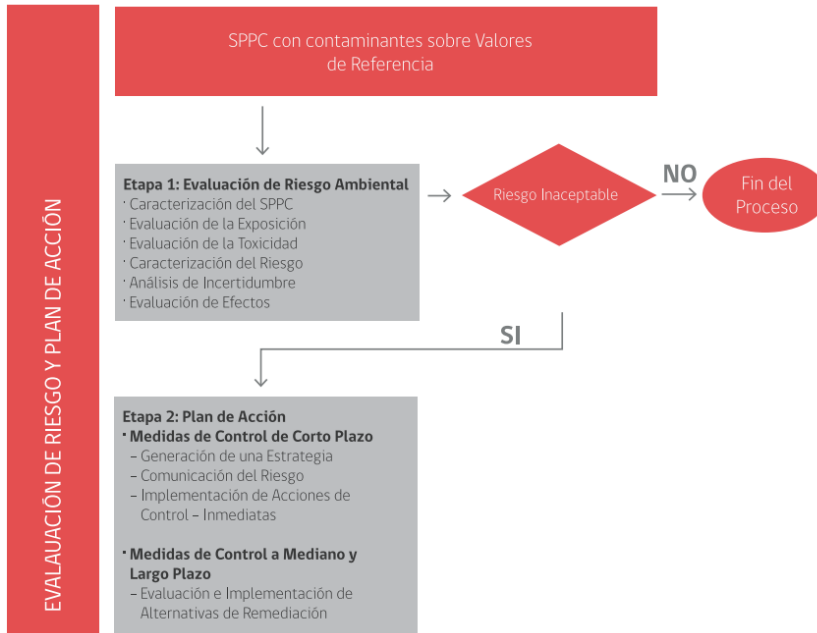 EVALAUACIÓN DE RIESGO Y PLAN DE ACCIÓN
SPPC con contaminantes sobre Valores
de Referencia
Etapa 1: Evaluación de Riesgo Ambiental
· Caracterización del SPPC
· Evaluación de la Exposición
· Evaluación de la Toxicidad
· Caracterización del Riesgo
· Análisis de Incertidumbre
· Evaluación de Efectos
Riesgo Inaceptable
NO
Fin del
Proceso
SI
Etapa 2: Plan de Acción
· Medidas de Control de Corto Plazo
– Generación de una Estrategia
– Comunicación del Riesgo
– Implementación de Acciones de
Control – Inmediatas
· Medidas de Control a Mediano y
Largo Plazo
– Evaluación e Implementación de
Alternativas de Remediación